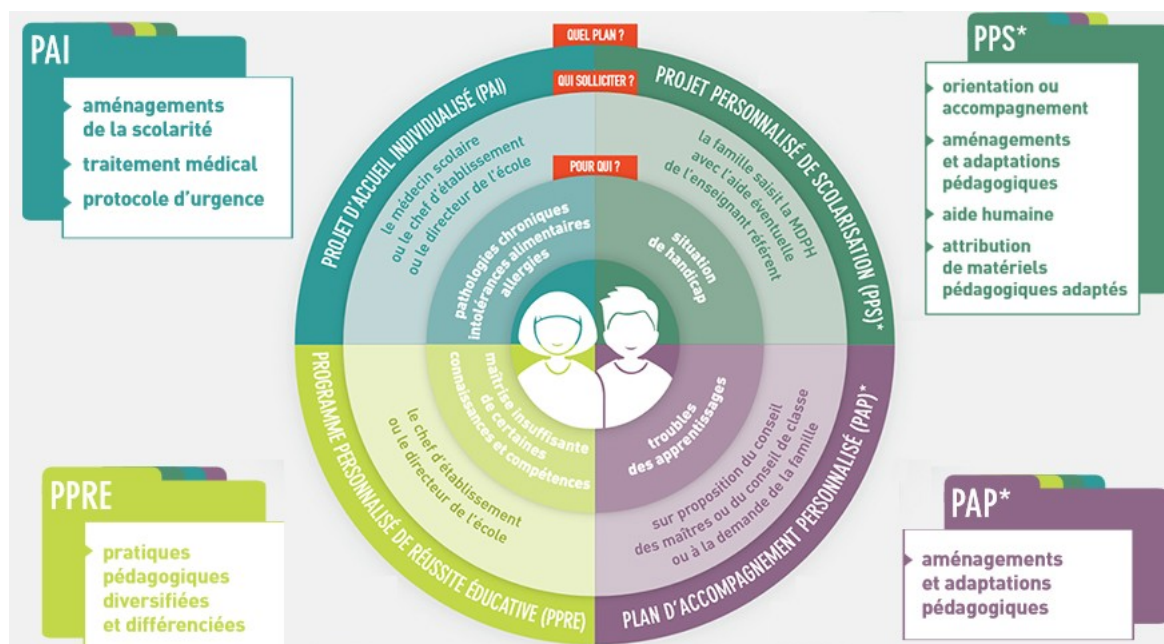 PAI
aménagements
de la scolarité
traitement médical
protocole d'urgence
QUEL PLAN ?
QUI SOLLICITER ?
POUR QUI ?
PROJET D'ACCUEIL INDIVIDUALISÉ (PAI)
le médecin scolaire
ou le chef d'établissement
ou le directeur de l'école
pathologies chroniques
intolérances alimentaires
allergies
PROJET PERSONNALISÉ DE SCOLARISATION (PPS)*
la famille saisit la MDPH
avec l'aide éventuelle
de l'enseignant référent
situation
de handicap
PPS*
orientation ou
accompagnement
aménagements
et adaptations
pédagogiques
aide humaine
attribution
de matériels
pédagogiques adaptés
PPRE
pratiques
pédagogiques
diversifiées
et différenciées
PROGRAMME PERSONNALISÉ DE RÉUSSITE ÉDUCATIVE (PPRE)
le chef d'établissement
ou le directeur de l'école
maîtrise insuffisante
de certaines
connaissances et compétences
troubles
des apprentissages
sur proposition du conseil
des maîtres ou du conseil de classe
ou à la demande de la famille
PLAN D'ACCOMPAGNEMENT PERSONNALISÉ (PAP)*
PAP*
aménagements
et adaptations
pédagogiques